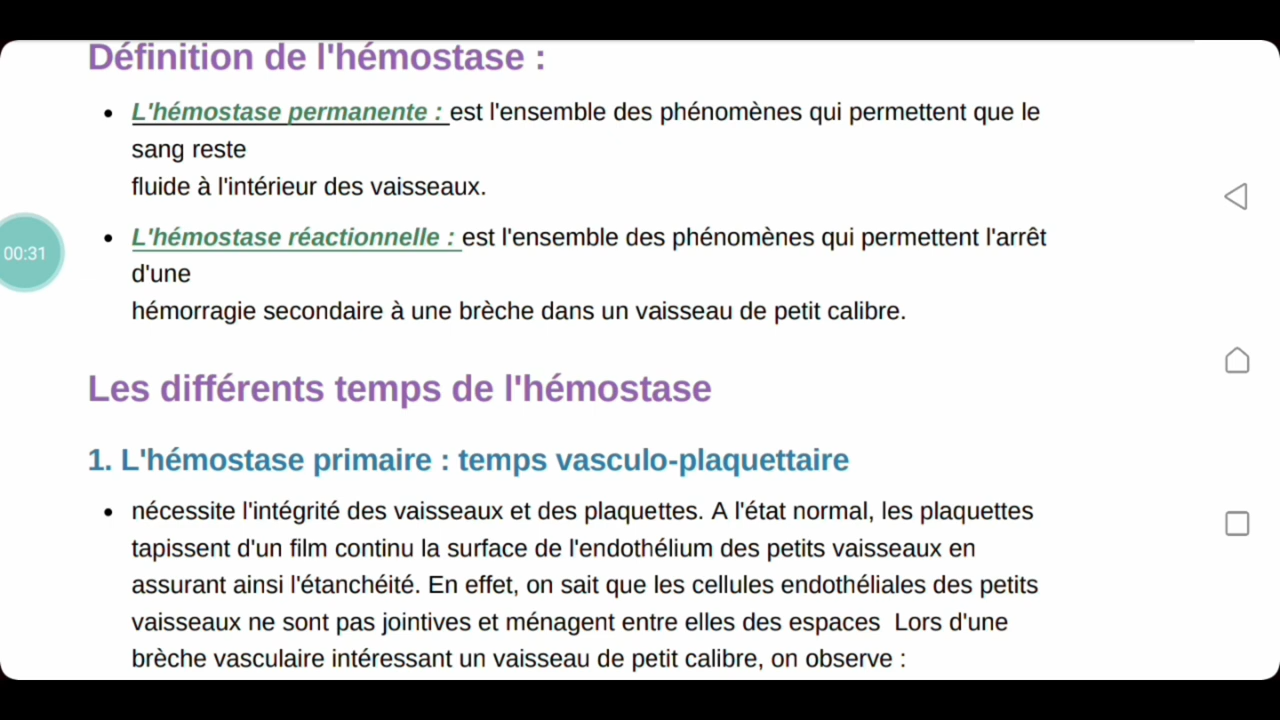 Définition de l'hémostase :
• L'hémostase permanente : est l'ensemble des phénomènes qui permettent que le
sang reste
fluide à l'intérieur des vaisseaux.
00:31
• L'hémostase réactionnelle : est l'ensemble des phénomènes qui permettent l'arrêt
d'une
hémorragie secondaire à une brèche dans un vaisseau de petit calibre.
Les différents temps de l'hémostase
1. L'hémostase primaire : temps vasculo-plaquettaire
• nécessite l'intégrité des vaisseaux et des plaquettes. A l'état normal, les plaquettes
tapissent d'un film continu la surface de l'endothélium des petits vaisseaux en
assurant ainsi l'étanchéité. En effet, on sait que les cellules endothéliales des petits
vaisseaux ne sont pas jointives et ménagent entre elles des espaces  Lors d'une
brèche vasculaire intéressant un vaisseau de petit calibre, on observe :